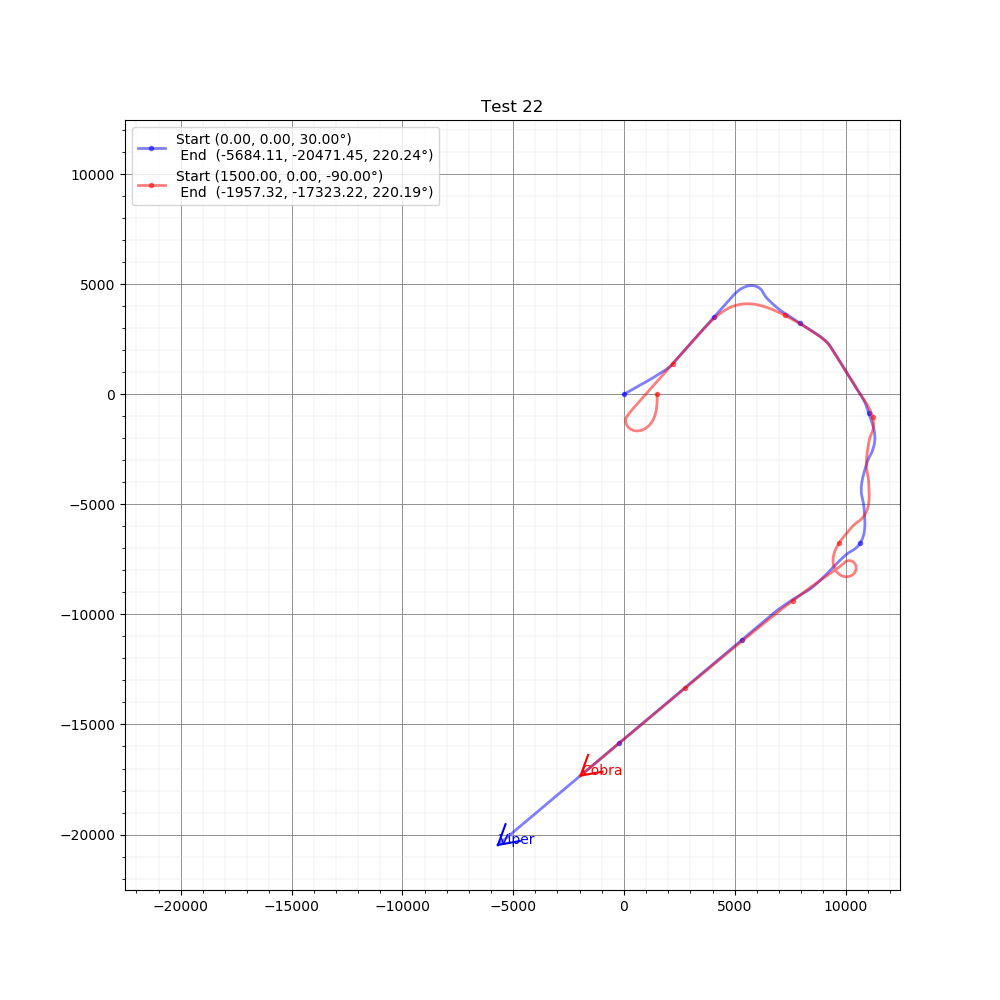 Test 22
Start (0.00, 0.00, 30.00°)
End (-5684.11, -20471.45, 220.24°)
Start (1500.00, 0.00, -90.00°)
End (-1957.32, -17323.22, 220.19°)
10000
5000
0
−5000
−10000
−15000
−20000
Cobra
Viper
−20000 −15000 −10000 −5000 0 5000 10000